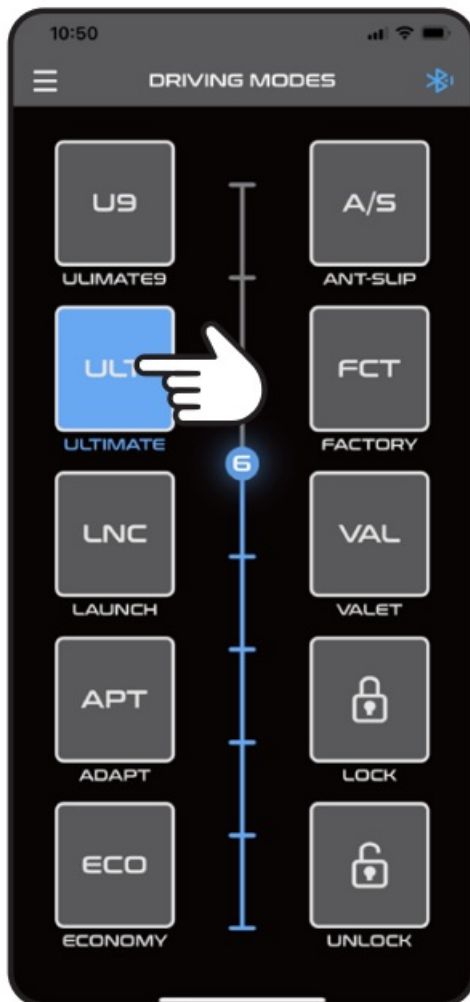 10:50
DRIVING MODES
U9
A/S
ULIMATE9
ANT-SLIP
ULT
FCT
ULTIMATE
FACTORY
6
LNC
VAL
LAUNCH
VALET
APT
ADAPT
LOCK
ECO
ECONOMY
UNLOCK